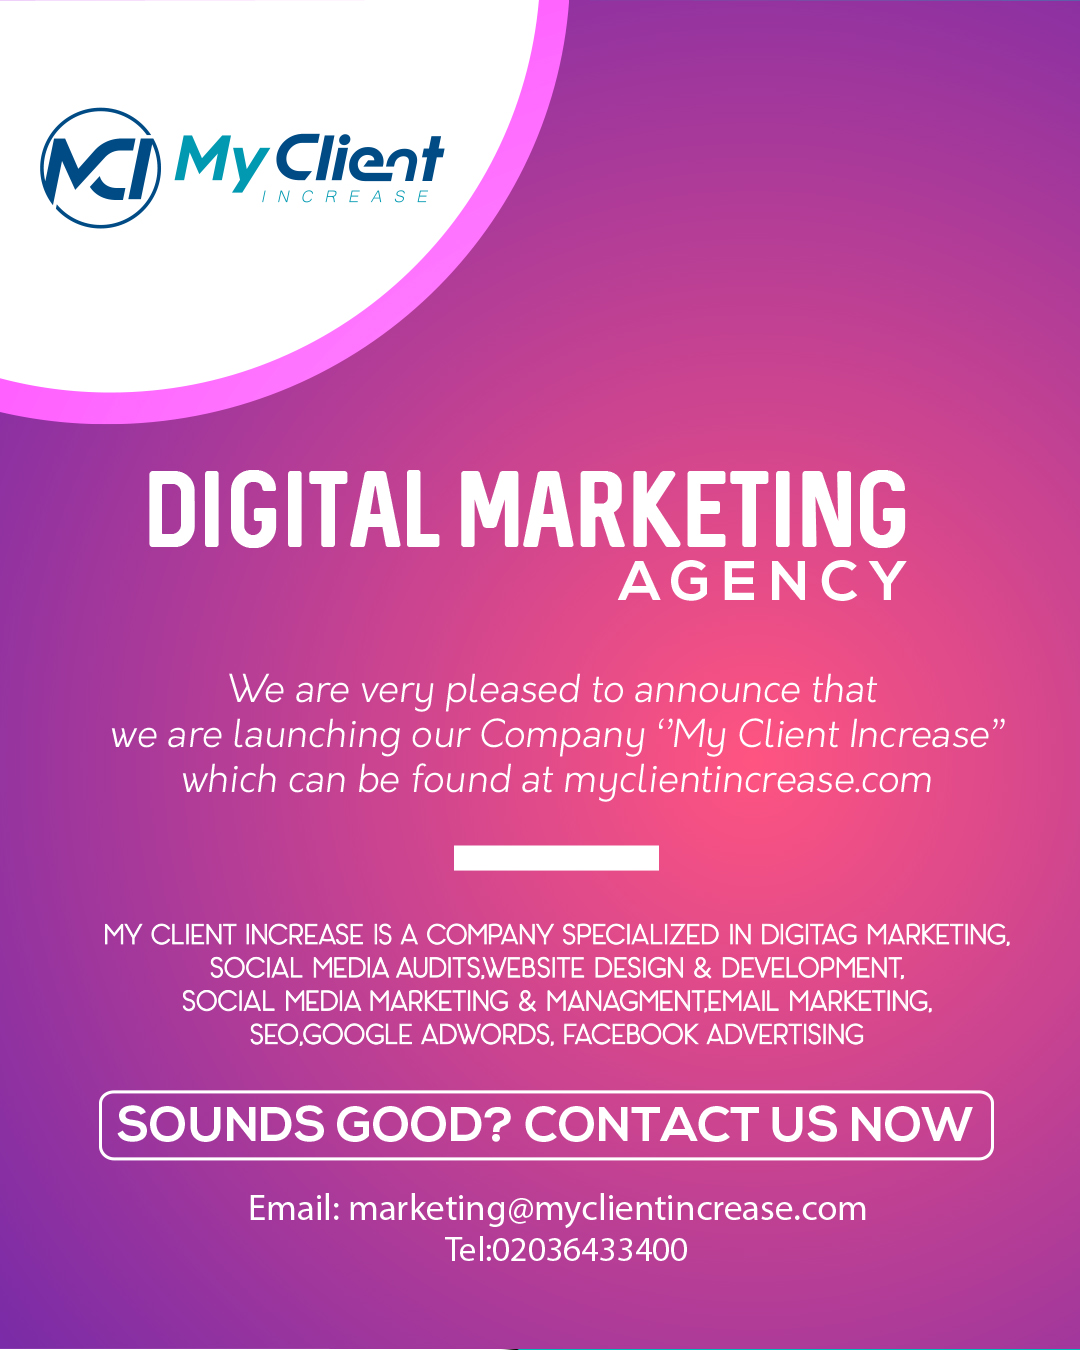 MCI My Client
INCREASE
DIGITAL MARKETING
AGENCY
We are very pleased to announce that
we are launching our Company ‘’My Client Increase’’
which can be found at myclientincrease.com
MY CLIENT INCREASE IS A COMPANY SPECIALIZED IN DIGITAG MARKETING,
SOCIAL MEDIA AUDITS,WEBSITE DESIGN & DEVELOPMENT,
SOCIAL MEDIA MARKETING & MANAGMENT,EMAIL MARKETING,
SEO,GOOGLE ADWORDS, FACEBOOK ADVERTISING
SOUNDS GOOD? CONTACT US NOW
Email: marketing@myclientincrease.com
Tel:02036433400